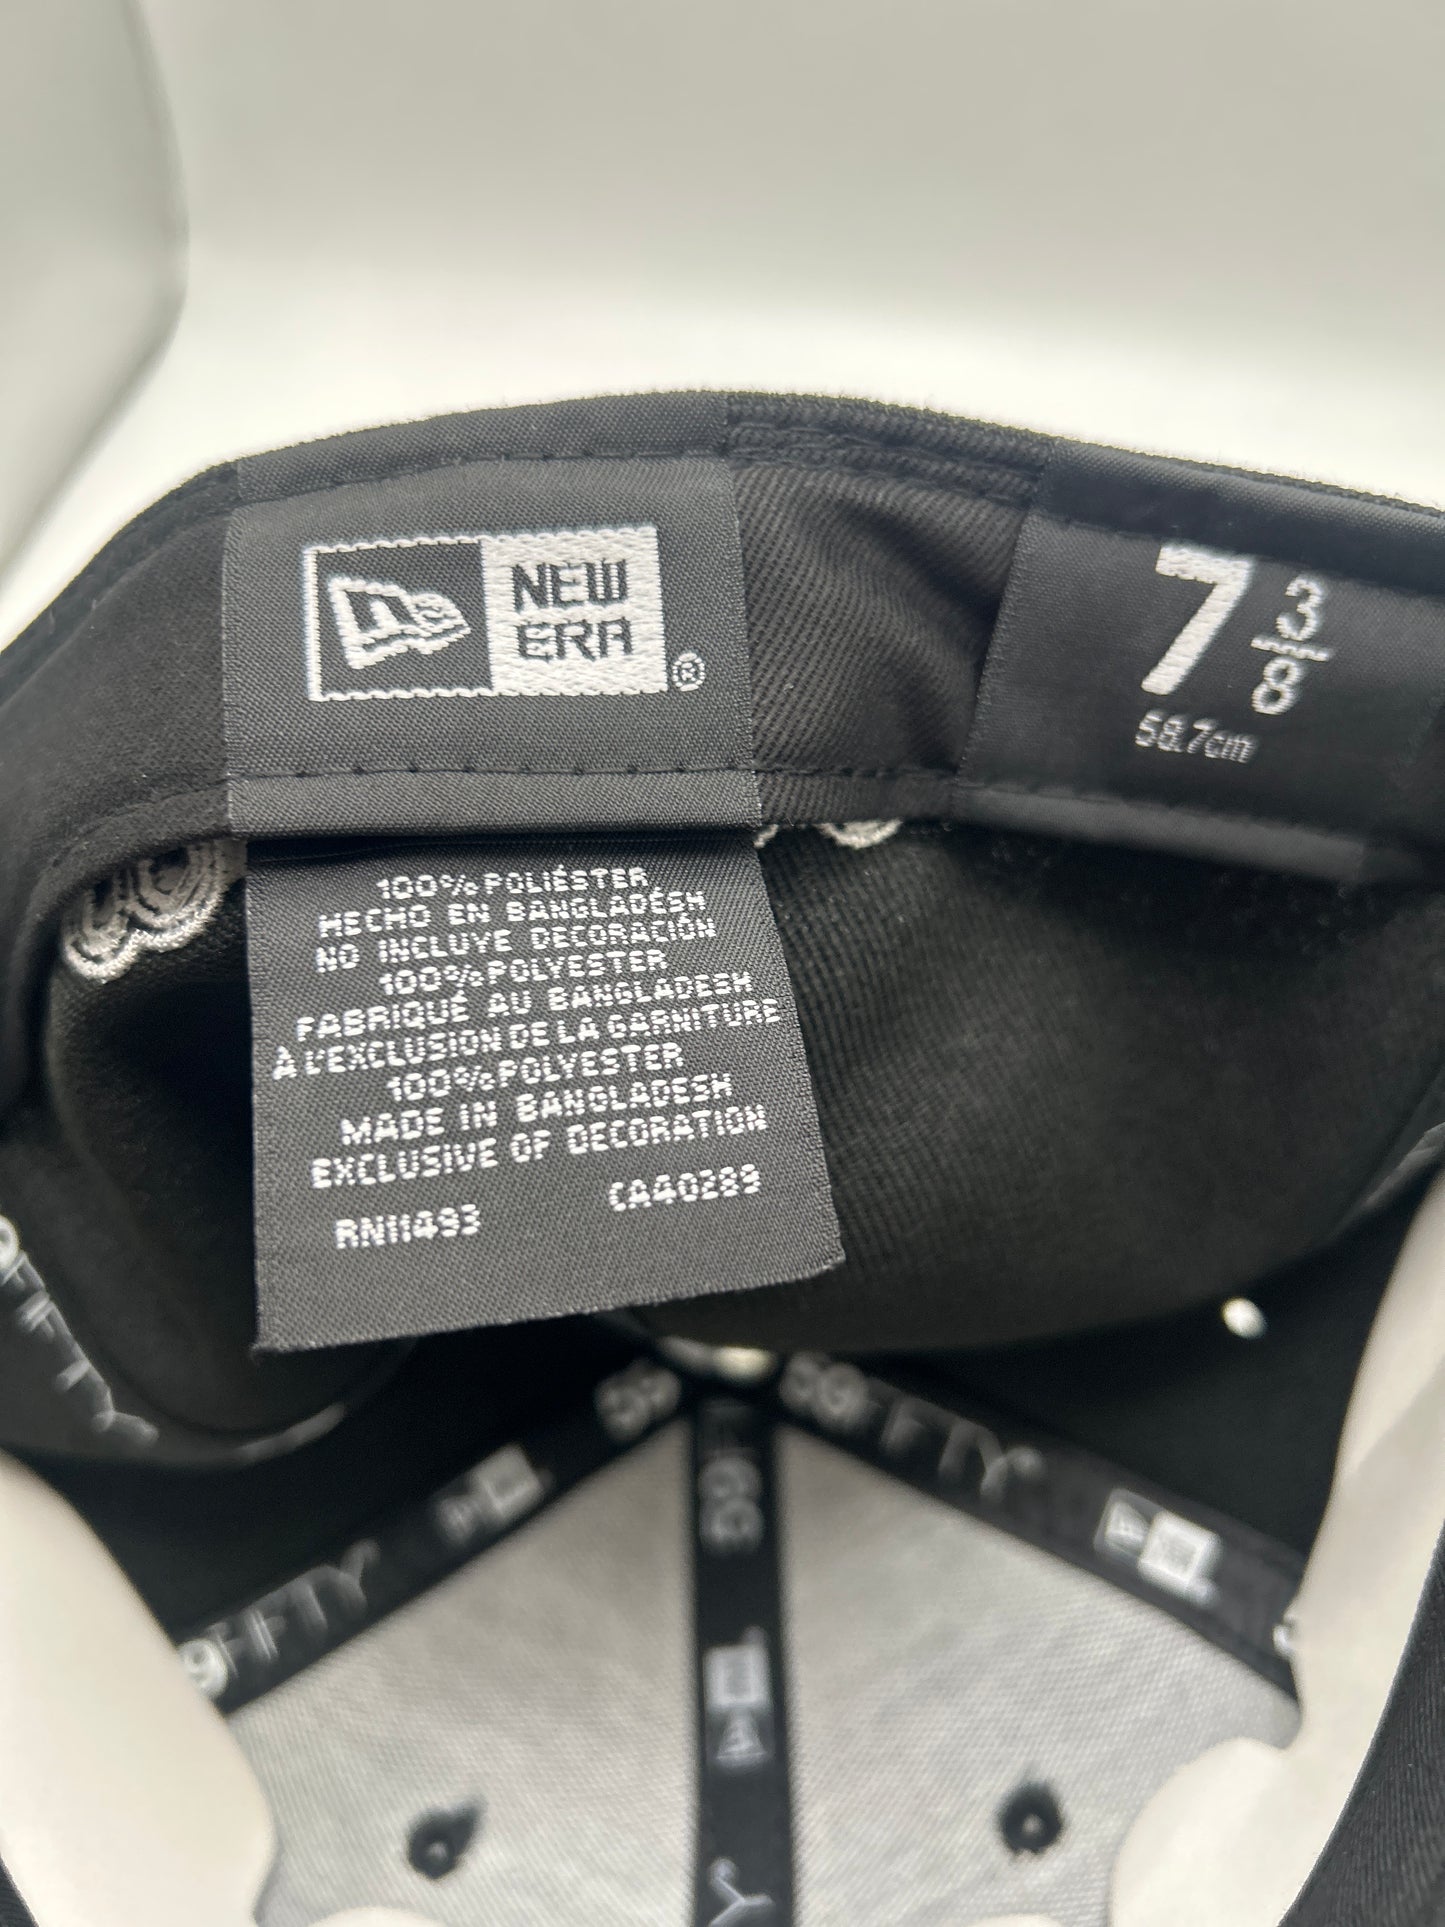 NEW
ERA
®
7 3/8
58.7cm
100% POLIÉSTER
HECHO EN BANGLADÉSH
NO INCLUYE DECORACIÓN
100% POLYESTER
FABRIQUÉ AU BANGLADESH
À L'EXCLUSION DE LA GARNITURE
100% POLYESTER
MADE IN BANGLADESH
EXCLUSIVE OF DECORATION
RN11493 CA40289
59FIFTY
59FIFTY